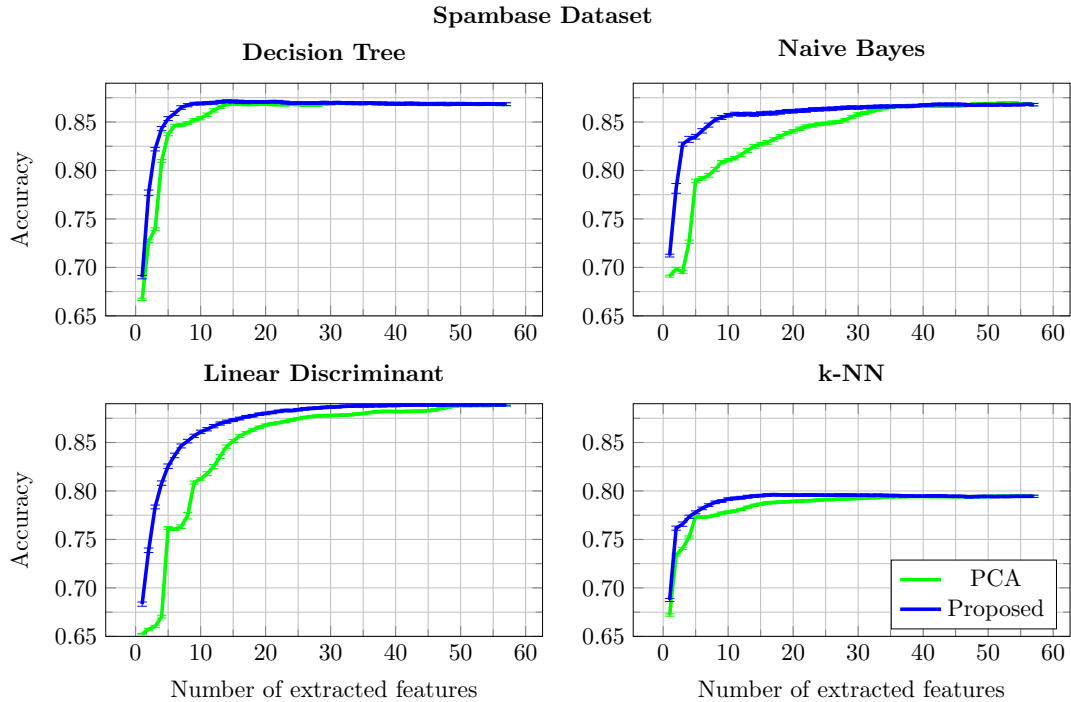 Spambase Dataset
Decision Tree
Naive Bayes
Accuracy
0.85
0.80
0.75
0.70
0.65
0 10 20 30 40 50 60
0.85
0.80
0.75
0.70
0.65
0 10 20 30 40 50 60
Linear Discriminant
k-NN
Accuracy
0.85
0.80
0.75
0.70
0.65
0 10 20 30 40 50 60
Number of extracted features
0.85
0.80
0.75
0.70
0.65
0 10 20 30 40 50 60
Number of extracted features
PCA
Proposed